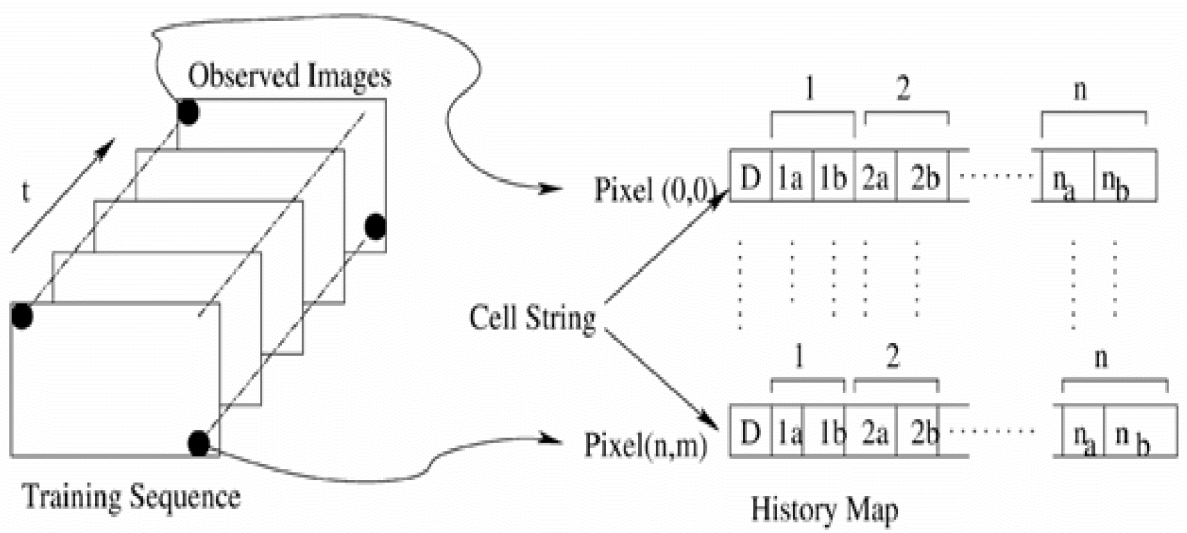 Observed Images
t
Training Sequence
1 2 n
Pixel (0,0) D 1a 1b 2a 2b ........ na nb
Cell String
1 2 n
Pixel(n,m) D 1a 1b 2a 2b ......... na n b
History Map